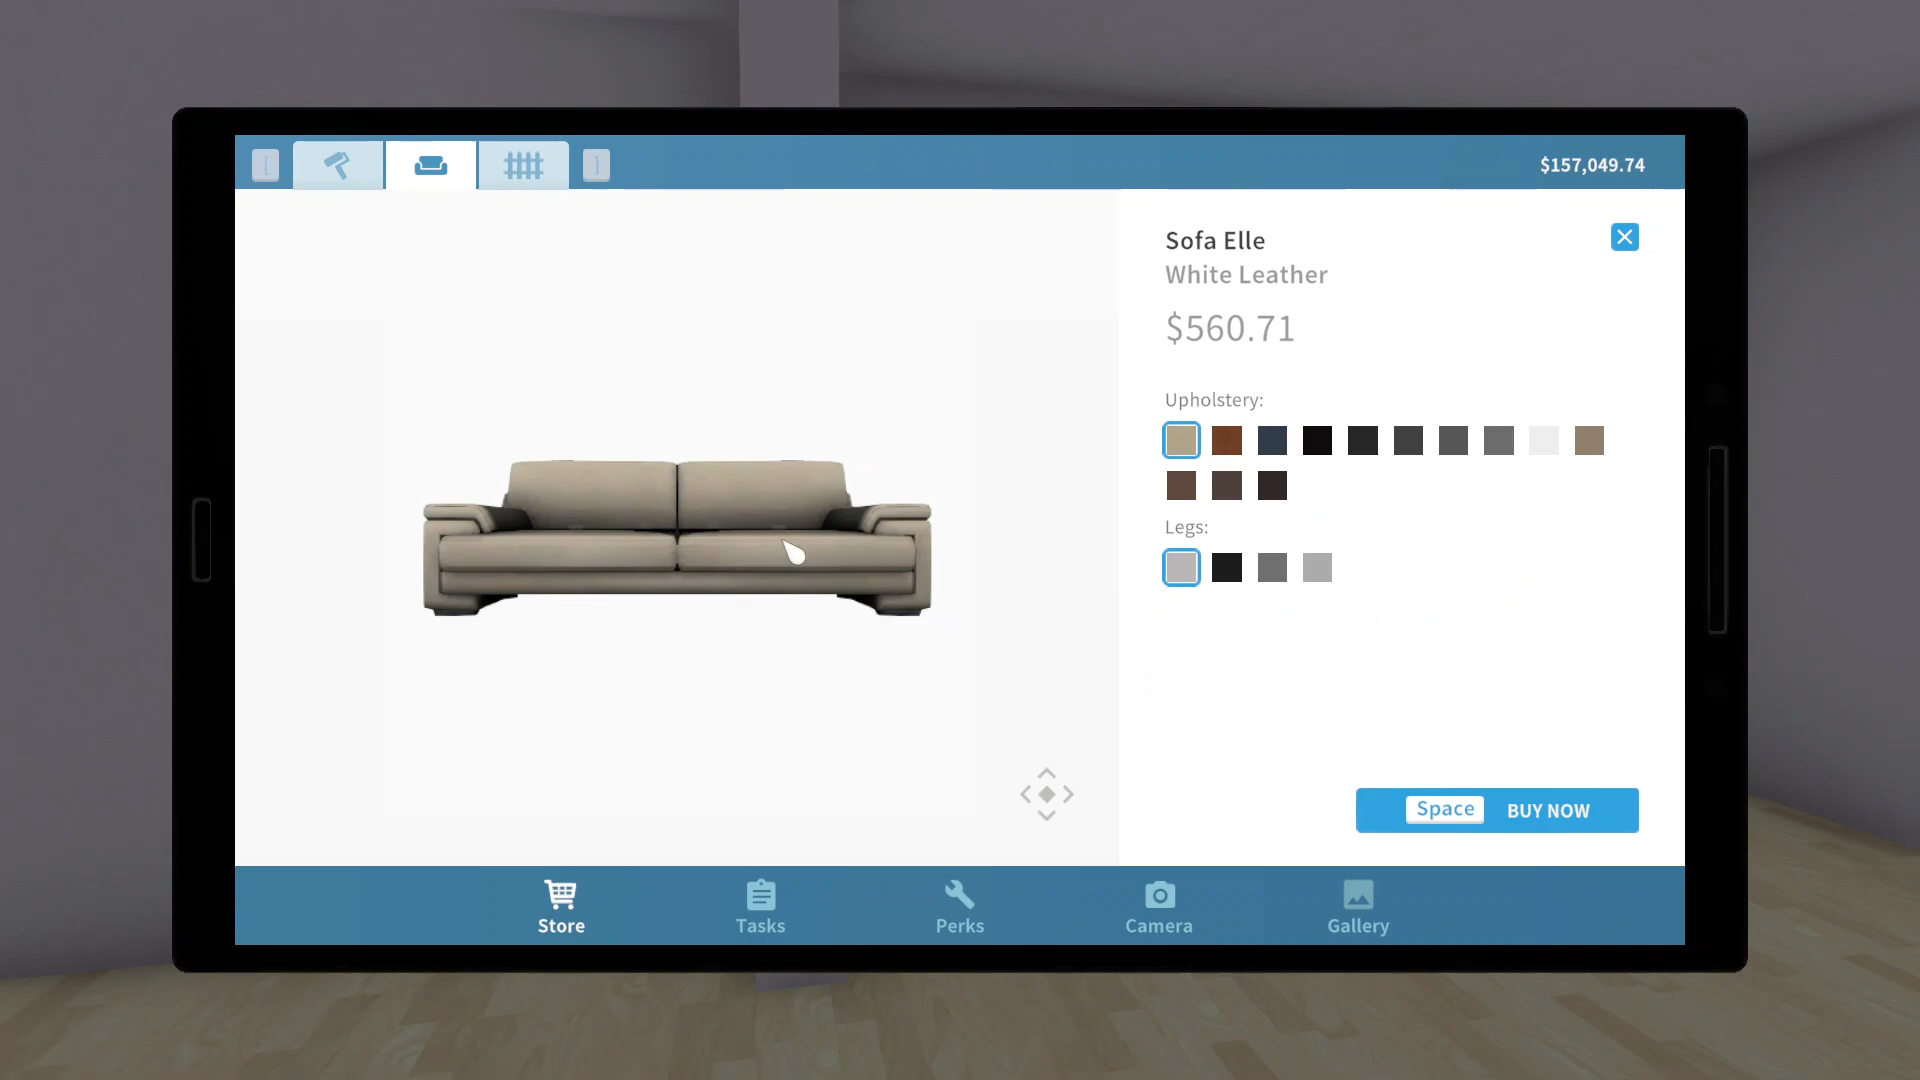 [
]
$157,049.74
Sofa Elle
White Leather
$560.71
Upholstery:
Legs:
Space BUY NOW
Store Tasks Perks Camera Gallery